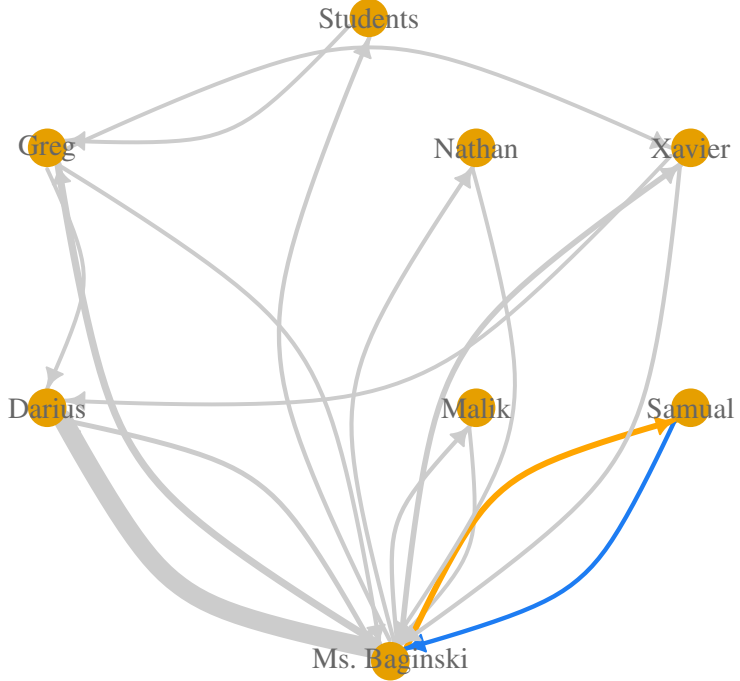 Students
Greg
Nathan
Xavier
Darius
Malik
Samual
Ms. Baginski